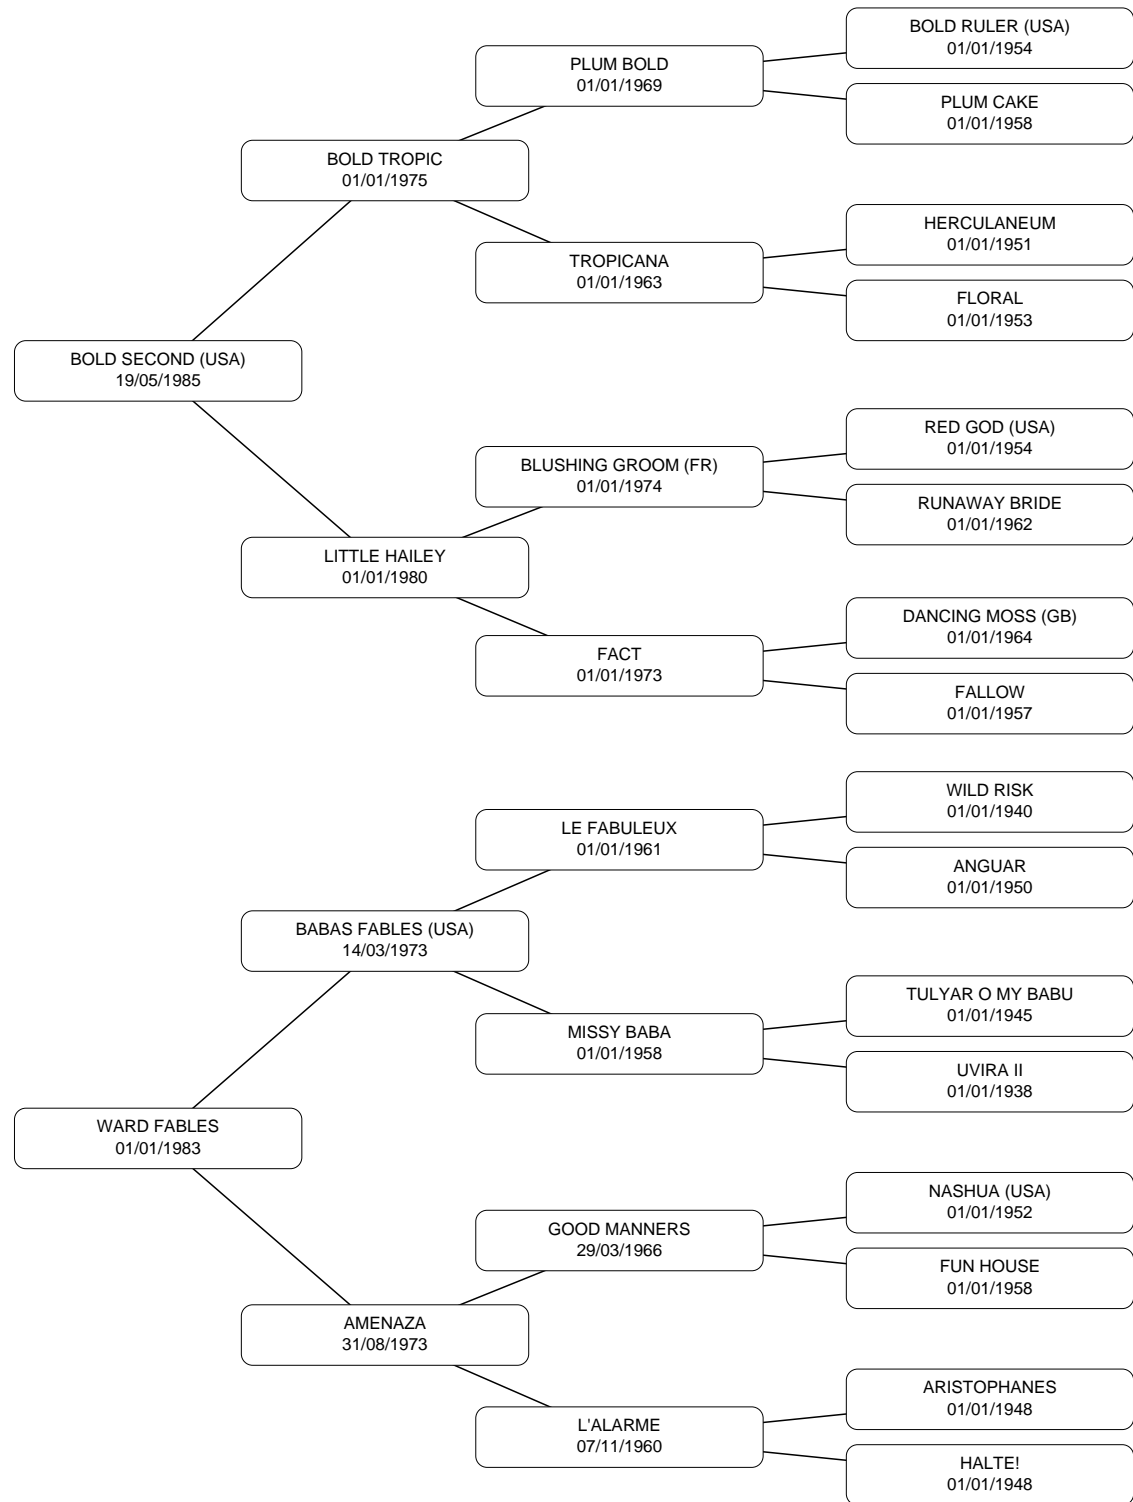 BOLD RULER (USA)
01/01/1954
PLUM BOLD
01/01/1969
PLUM CAKE
01/01/1958
BOLD TROPIC
01/01/1975
HERCULANEUM
01/01/1951
TROPICANA
01/01/1963
FLORAL
01/01/1953
BOLD SECOND (USA)
19/05/1985
RED GOD (USA)
01/01/1954
BLUSHING GROOM (FR)
01/01/1974
RUNAWAY BRIDE
01/01/1962
LITTLE HAILEY
01/01/1980
DANCING MOSS (GB)
01/01/1964
FACT
01/01/1973
FALLOW
01/01/1957
WILD RISK
01/01/1940
LE FABULEUX
01/01/1961
ANGUAR
01/01/1950
BABAS FABLES (USA)
14/03/1973
TULYAR O MY BABU
01/01/1945
MISSY BABA
01/01/1958
UVIRA II
01/01/1938
WARD FABLES
01/01/1983
NASHUA (USA)
01/01/1952
GOOD MANNERS
29/03/1966
FUN HOUSE
01/01/1958
AMENAZA
31/08/1973
ARISTOPHANES
01/01/1948
L'ALARME
07/11/1960
HALTE!
01/01/1948